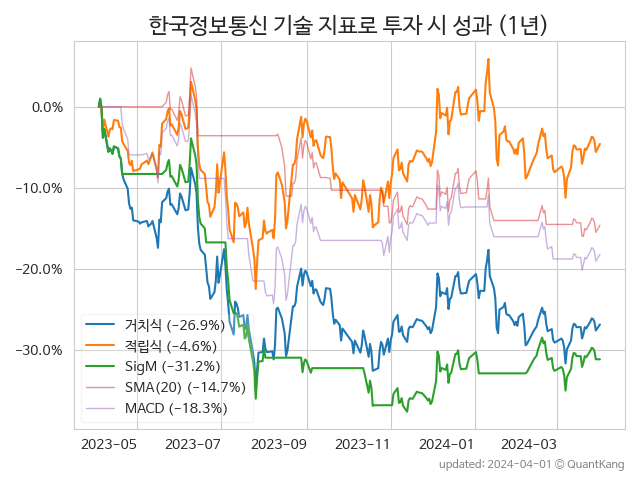 한국정보통신 기술 지표로 투자 시 성과 (1년)
0.0%
−10.0%
−20.0%
−30.0%
거치식 (−26.9%)
적립식 (−4.6%)
SigM (−31.2%)
SMA(20) (−14.7%)
MACD (−18.3%)
2023-05 2023-07 2023-09 2023-11 2024-01 2024-03
updated: 2024-04-01 © QuantKang